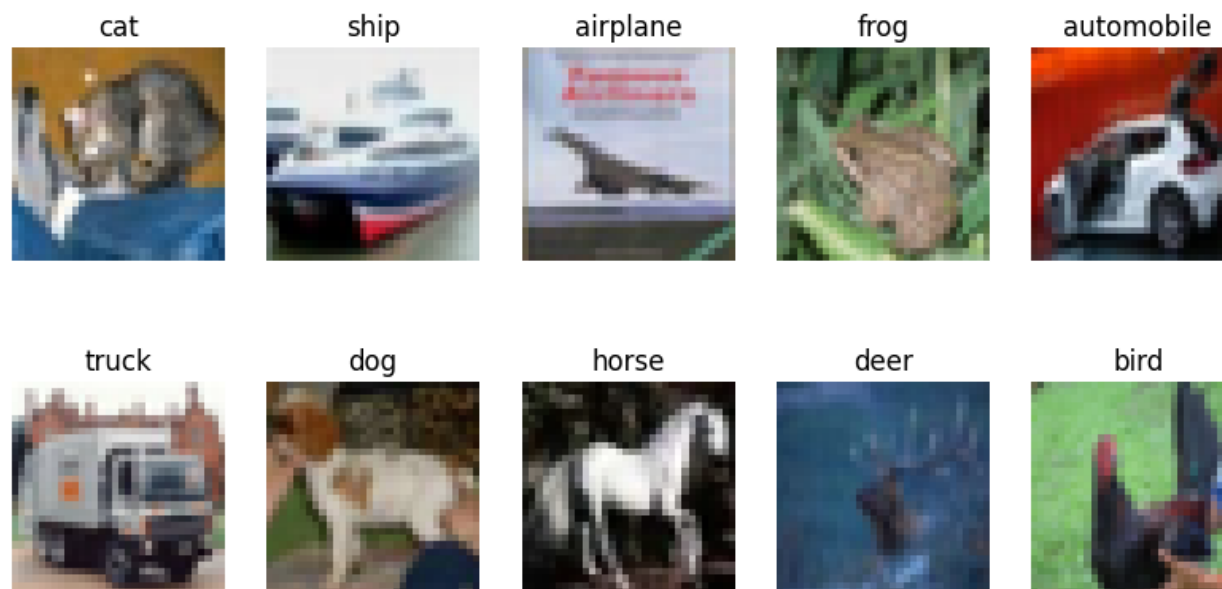 cat
ship
airplane
frog
automobile
truck
dog
horse
deer
bird